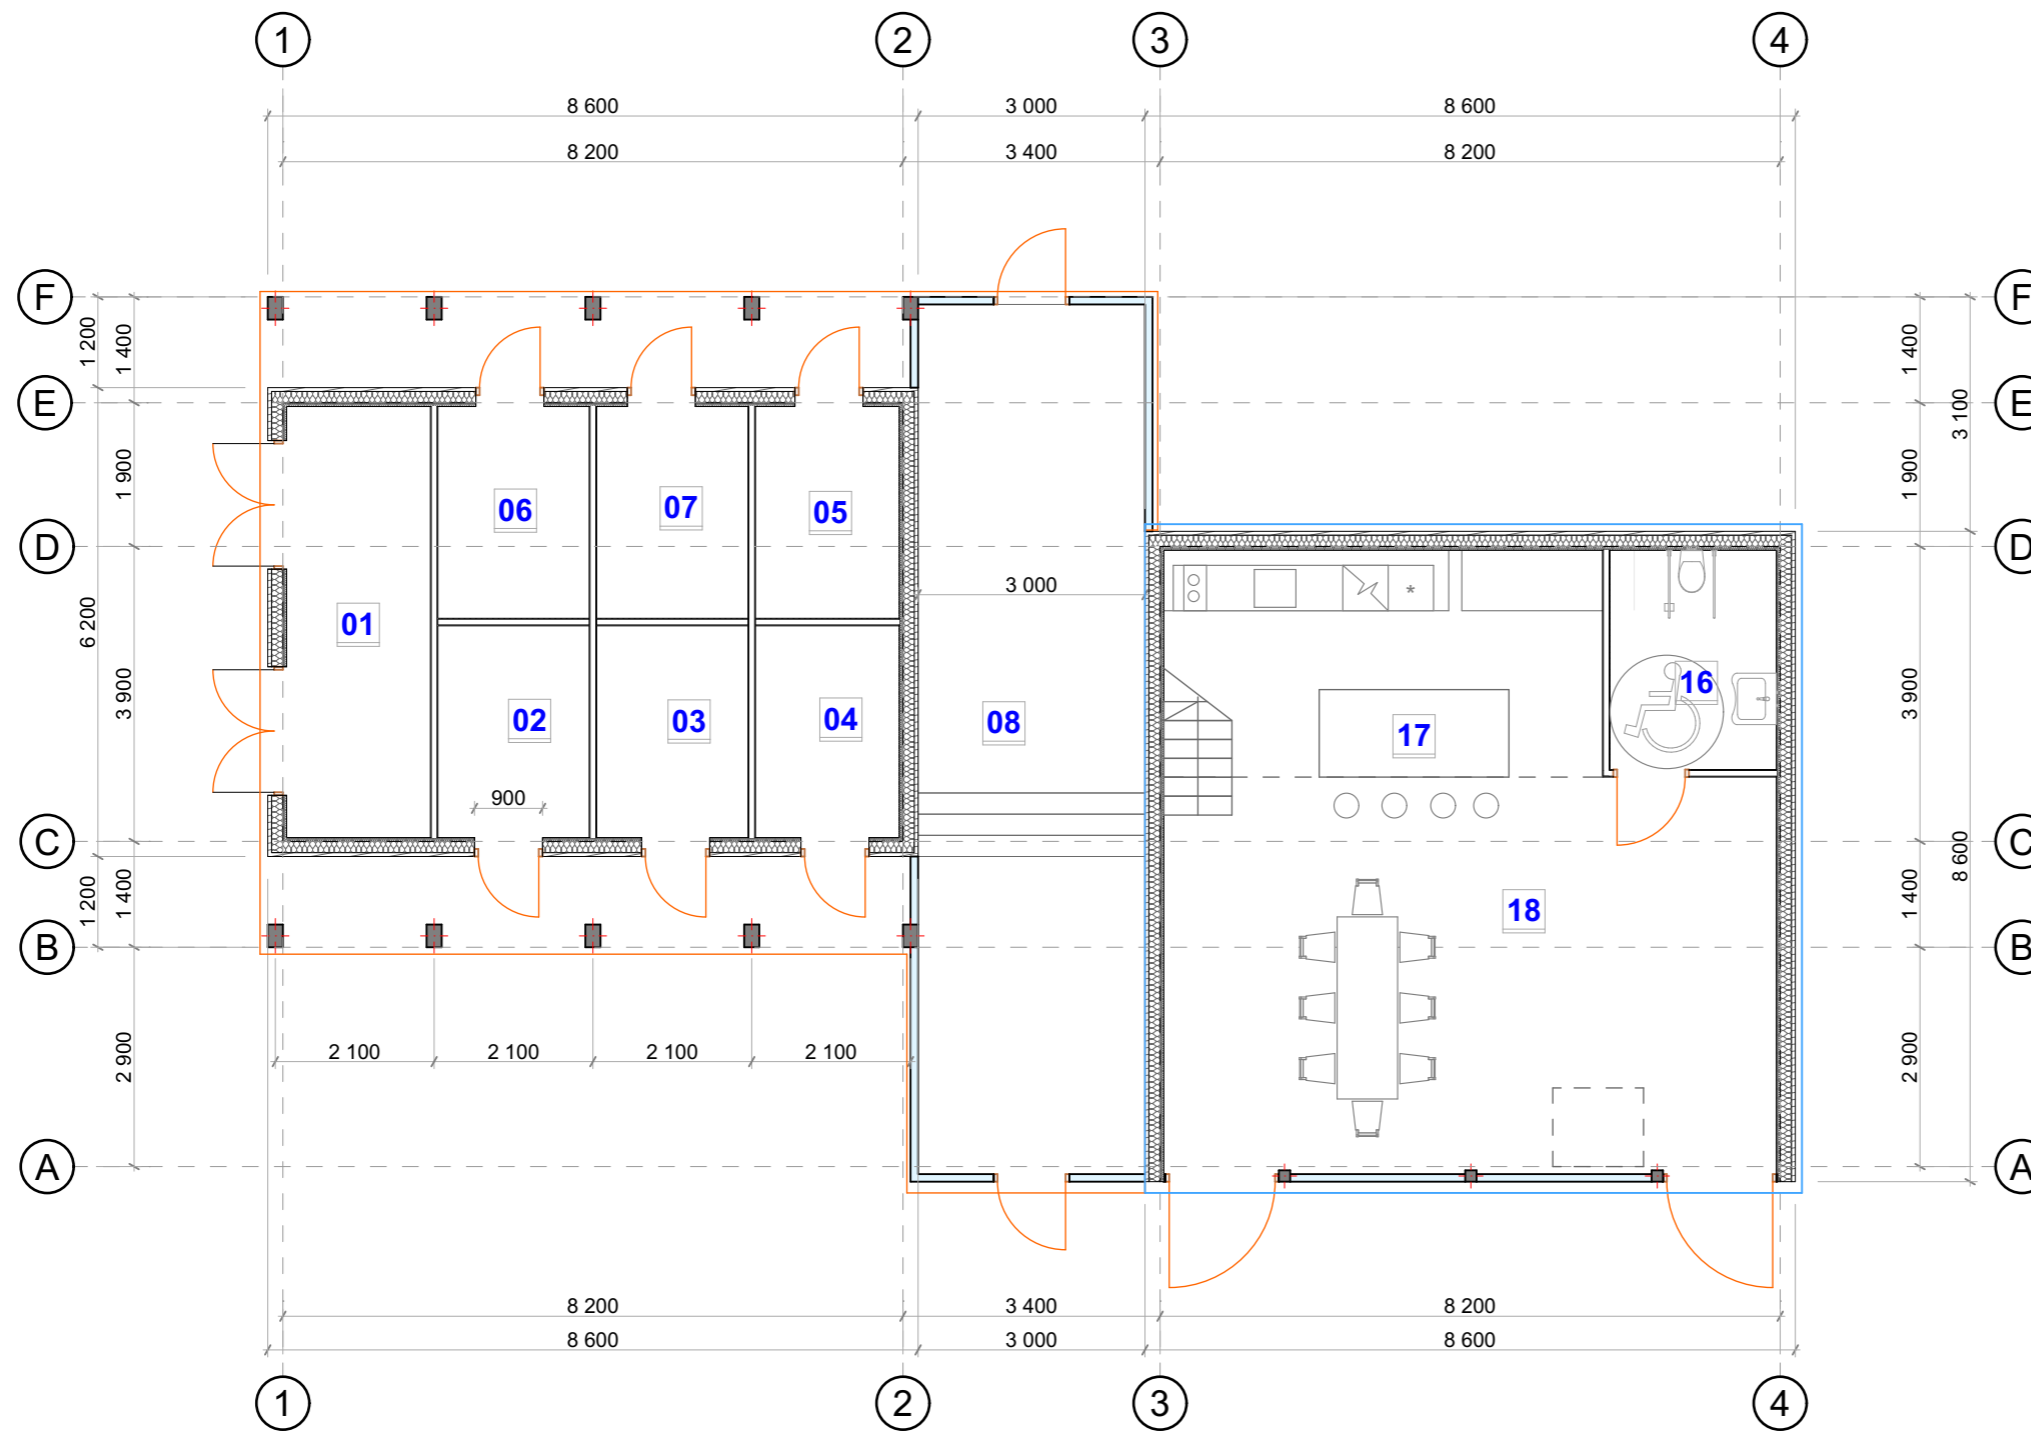 1 2 3 4
8 600 3 000 8 600
8 200 3 400 8 200
F F
1 200 1 400 1 400
E E
3 100
1 900 1 900
06 07 05
D D
3 000
*
01
6 200
3 900 3 900
16
02 03 04 08 17
900
C C
8 600
1 200 1 400 1 400
18
B B
2 900 2 900
2 100 2 100 2 100 2 100
A A
8 200 3 400 8 200
8 600 3 000 8 600
1 2 3 4